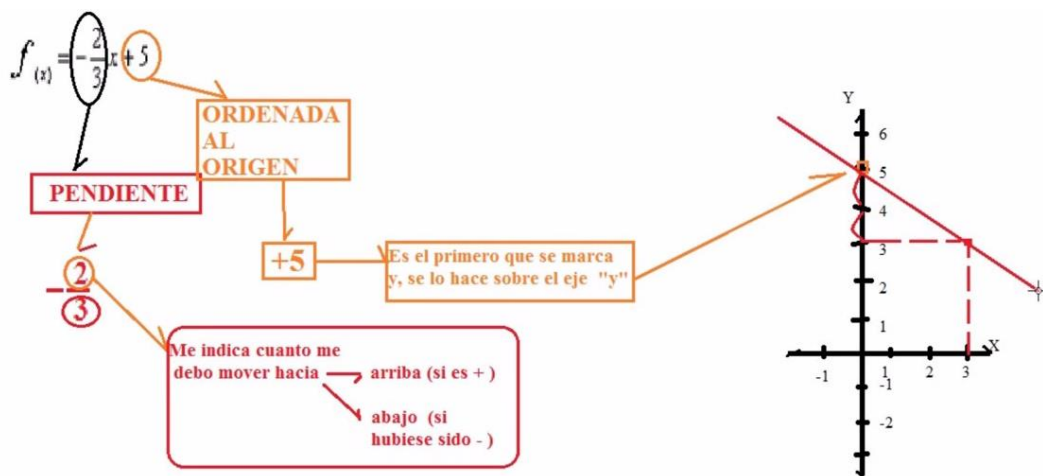 f(x) = -2/3 x + 5
ORDENADA
AL
ORIGEN
PENDIENTE
+5
Es el primero que se marca
y, se lo hace sobre el eje "y"
-2/3
Me indica cuanto me
debo mover hacia
arriba (si es + )
abajo (si
hubiese sido - )
Y
6
5
4
3
2
1
X
-1
1
2
3
-1
-2